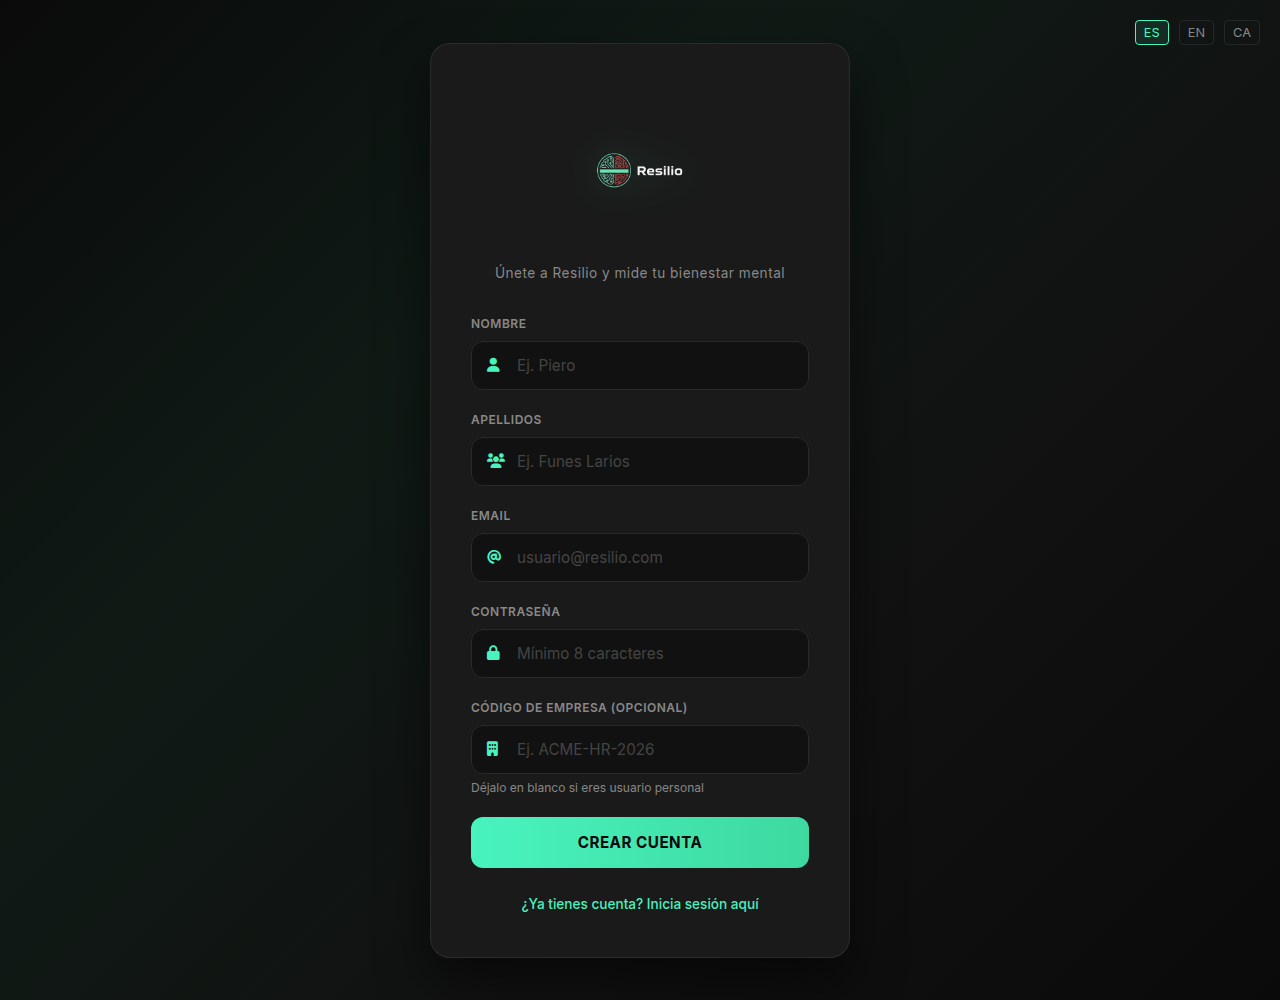 ES EN CA
Resilio
Únete a Resilio y mide tu bienestar mental
NOMBRE
Ej. Piero
APELLIDOS
Ej. Funes Larios
EMAIL
usuario@resilio.com
CONTRASEÑA
Mínimo 8 caracteres
CÓDIGO DE EMPRESA (OPCIONAL)
Ej. ACME-HR-2026
Déjalo en blanco si eres usuario personal
CREAR CUENTA
¿Ya tienes cuenta? Inicia sesión aquí